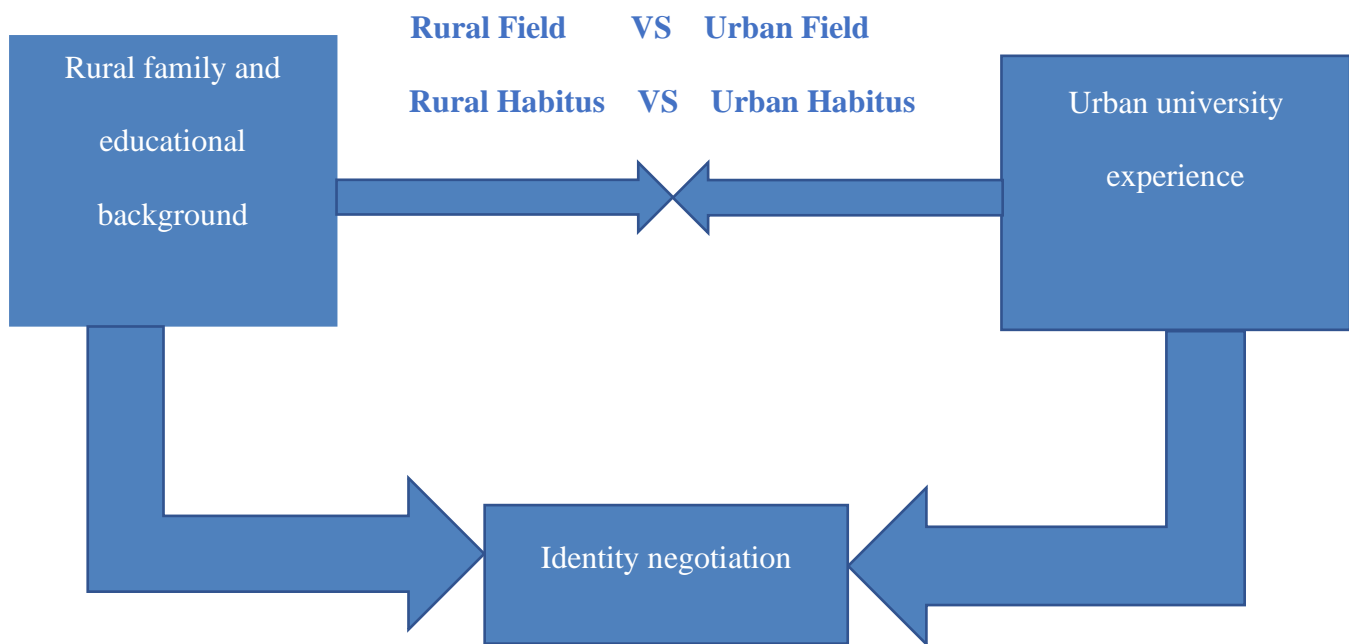 Rural Field VS Urban Field
Rural Habitus VS Urban Habitus
Rural family and
educational
background
Urban university
experience
Identity negotiation